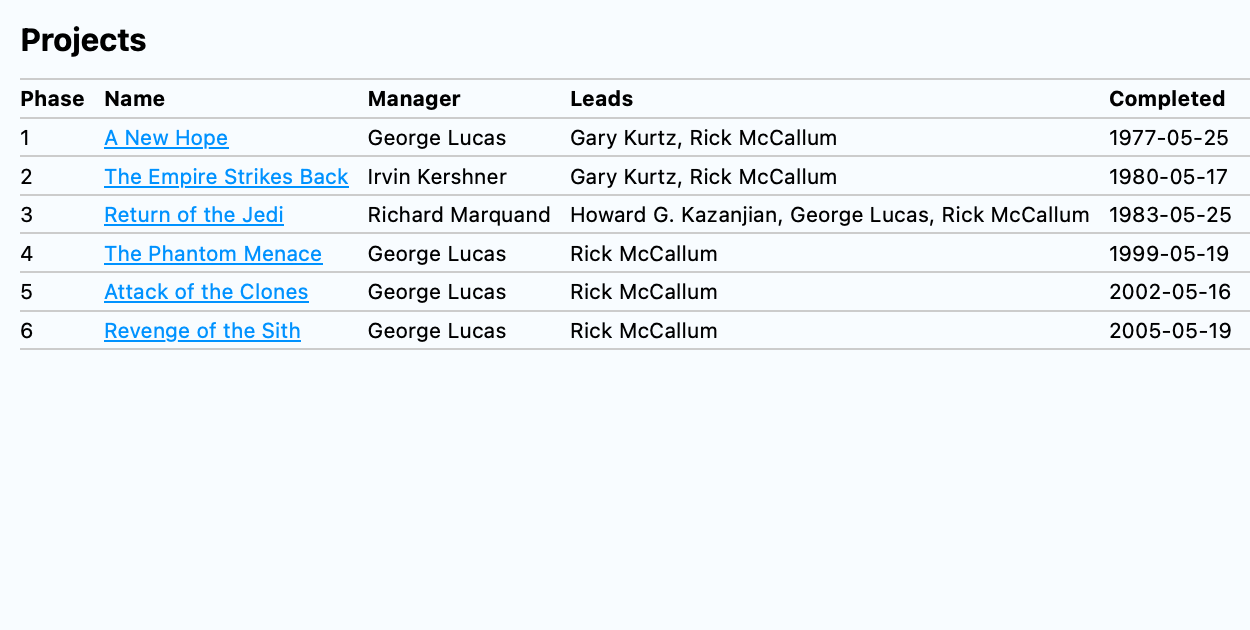 Projects
Phase Name Manager Leads Completed
1 A New Hope George Lucas Gary Kurtz, Rick McCallum 1977-05-25
2 The Empire Strikes Back Irvin Kershner Gary Kurtz, Rick McCallum 1980-05-17
3 Return of the Jedi Richard Marquand Howard G. Kazanjian, George Lucas, Rick McCallum 1983-05-25
4 The Phantom Menace George Lucas Rick McCallum 1999-05-19
5 Attack of the Clones George Lucas Rick McCallum 2002-05-16
6 Revenge of the Sith George Lucas Rick McCallum 2005-05-19